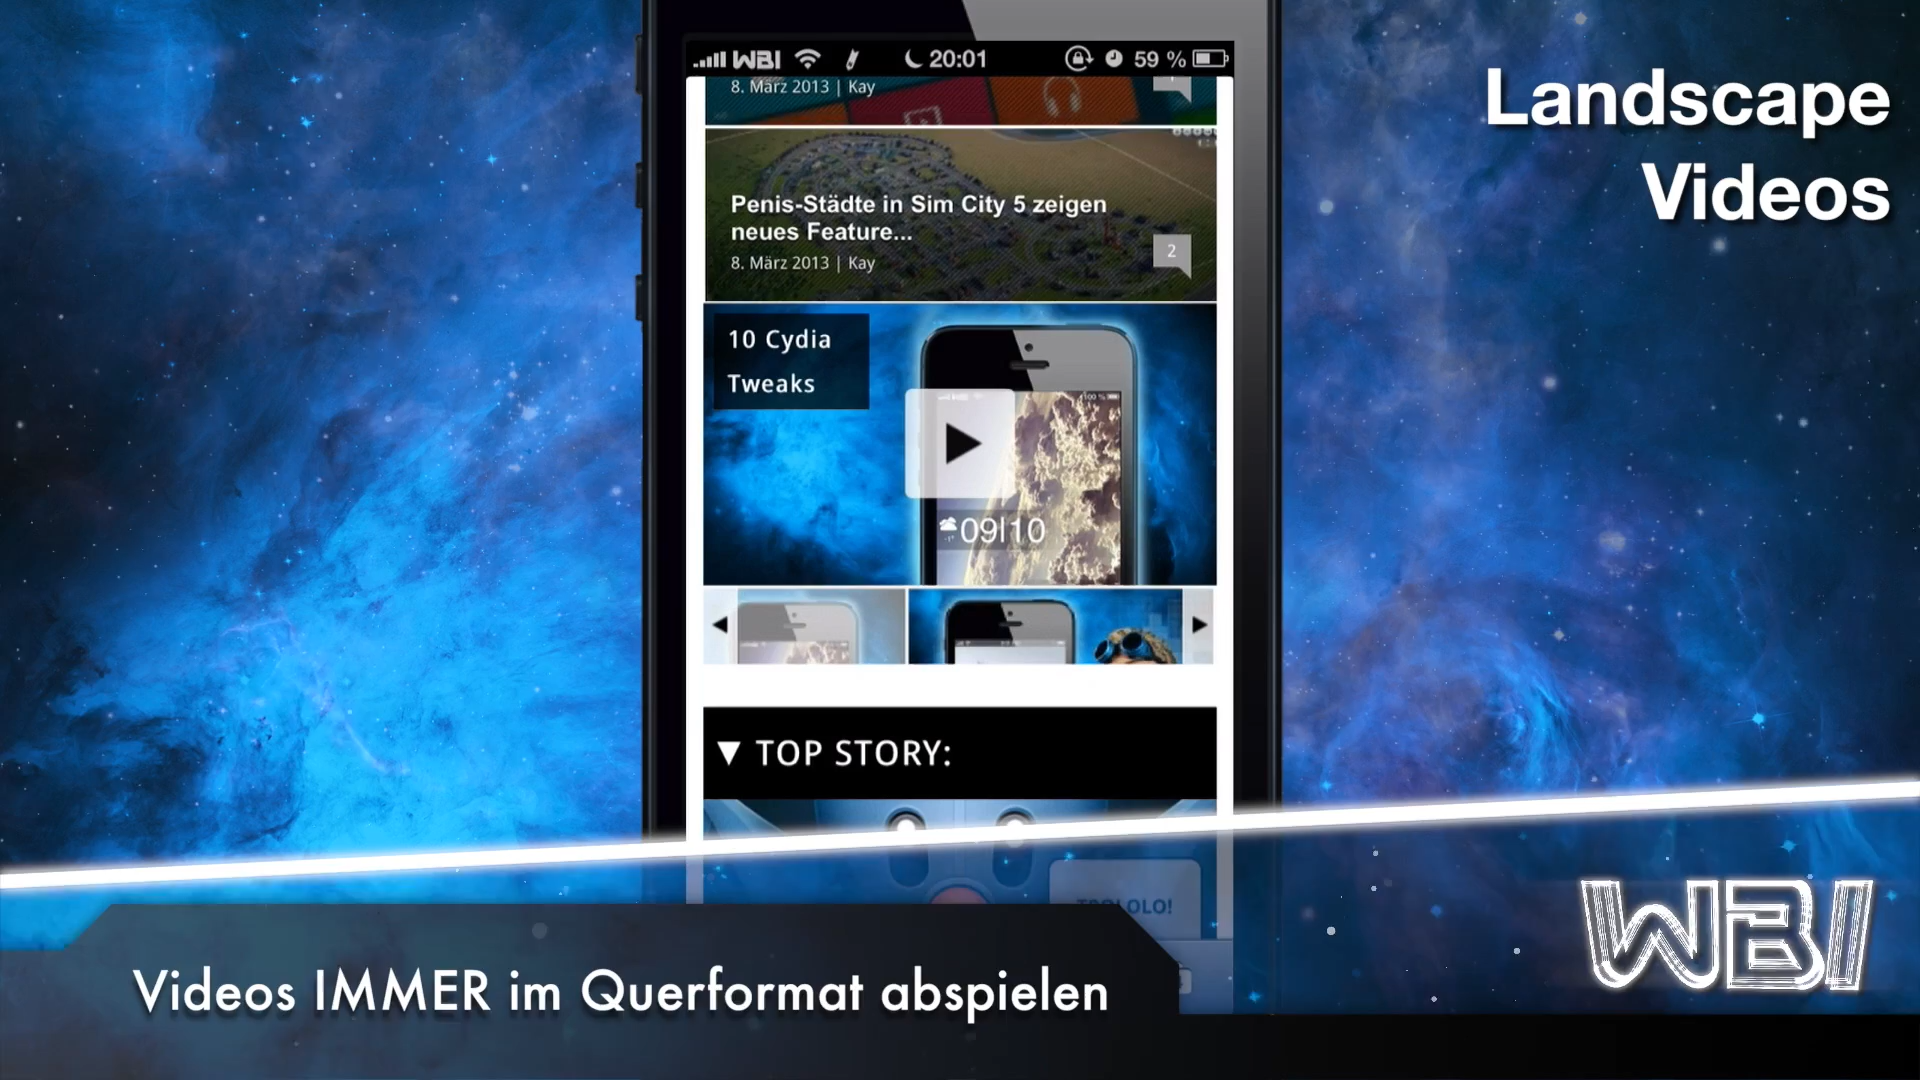 WBI 20:01 59 %
Landscape
Videos
8. März 2013 | Kay
Penis-Städte in Sim City 5 zeigen
neues Feature...
8. März 2013 | Kay
2
10 Cydia
Tweaks
09|10
▼ TOP STORY:
WBI
Videos IMMER im Querformat abspielen